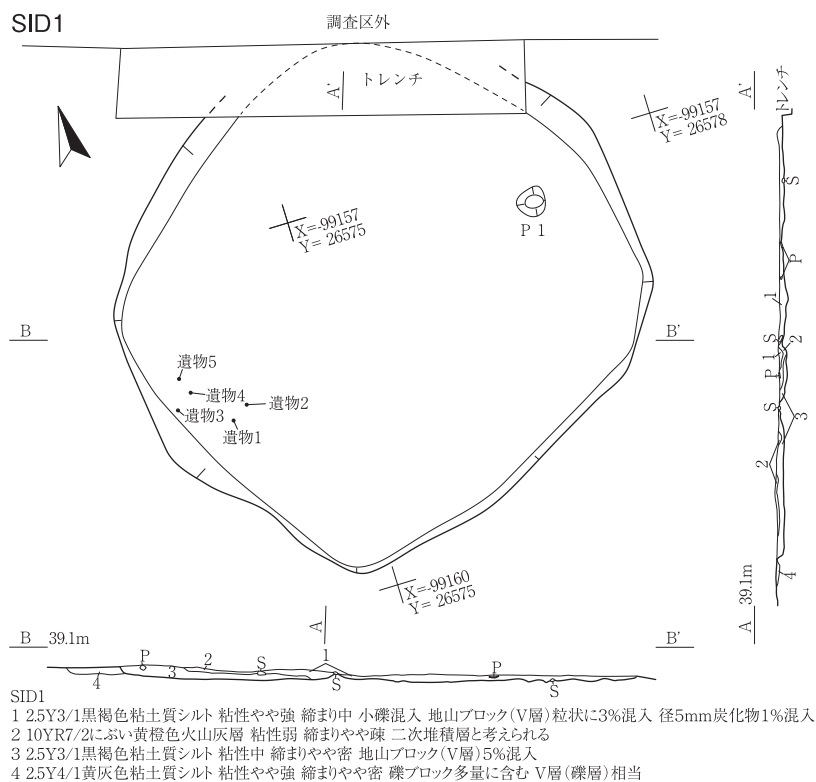 SID1
調査区外
トレンチ
A'
A'
トレンチ
X=-99157
Y= 26578
S
P 1
X=-99157
Y= 26575
P
1
B
B'
S
2
1
P
遺物5
遺物4
遺物2
遺物3
遺物1
S
3
2
4
39.1m
X=-99160
Y= 26575
A
A
B 39.1m
B'
P
2
S
1
P
3
4
S
S
SID1
1 2.5Y3/1黒褐色粘土質シルト 粘性やや強 締まり中 小礫混入 地山ブロック(V層)粒状に3%混入 径5mm炭化物1%混入
2 10YR7/2にぶい黄橙色火山灰層 粘性弱 締まりやや疎 二次堆積層と考えられる
3 2.5Y3/1黒褐色粘土質シルト 粘性中 締まりやや密 地山ブロック(V層)5%混入
4 2.5Y4/1黄灰色粘土質シルト 粘性やや強 締まりやや密 礫ブロック多量に含む V層(礫層)相当